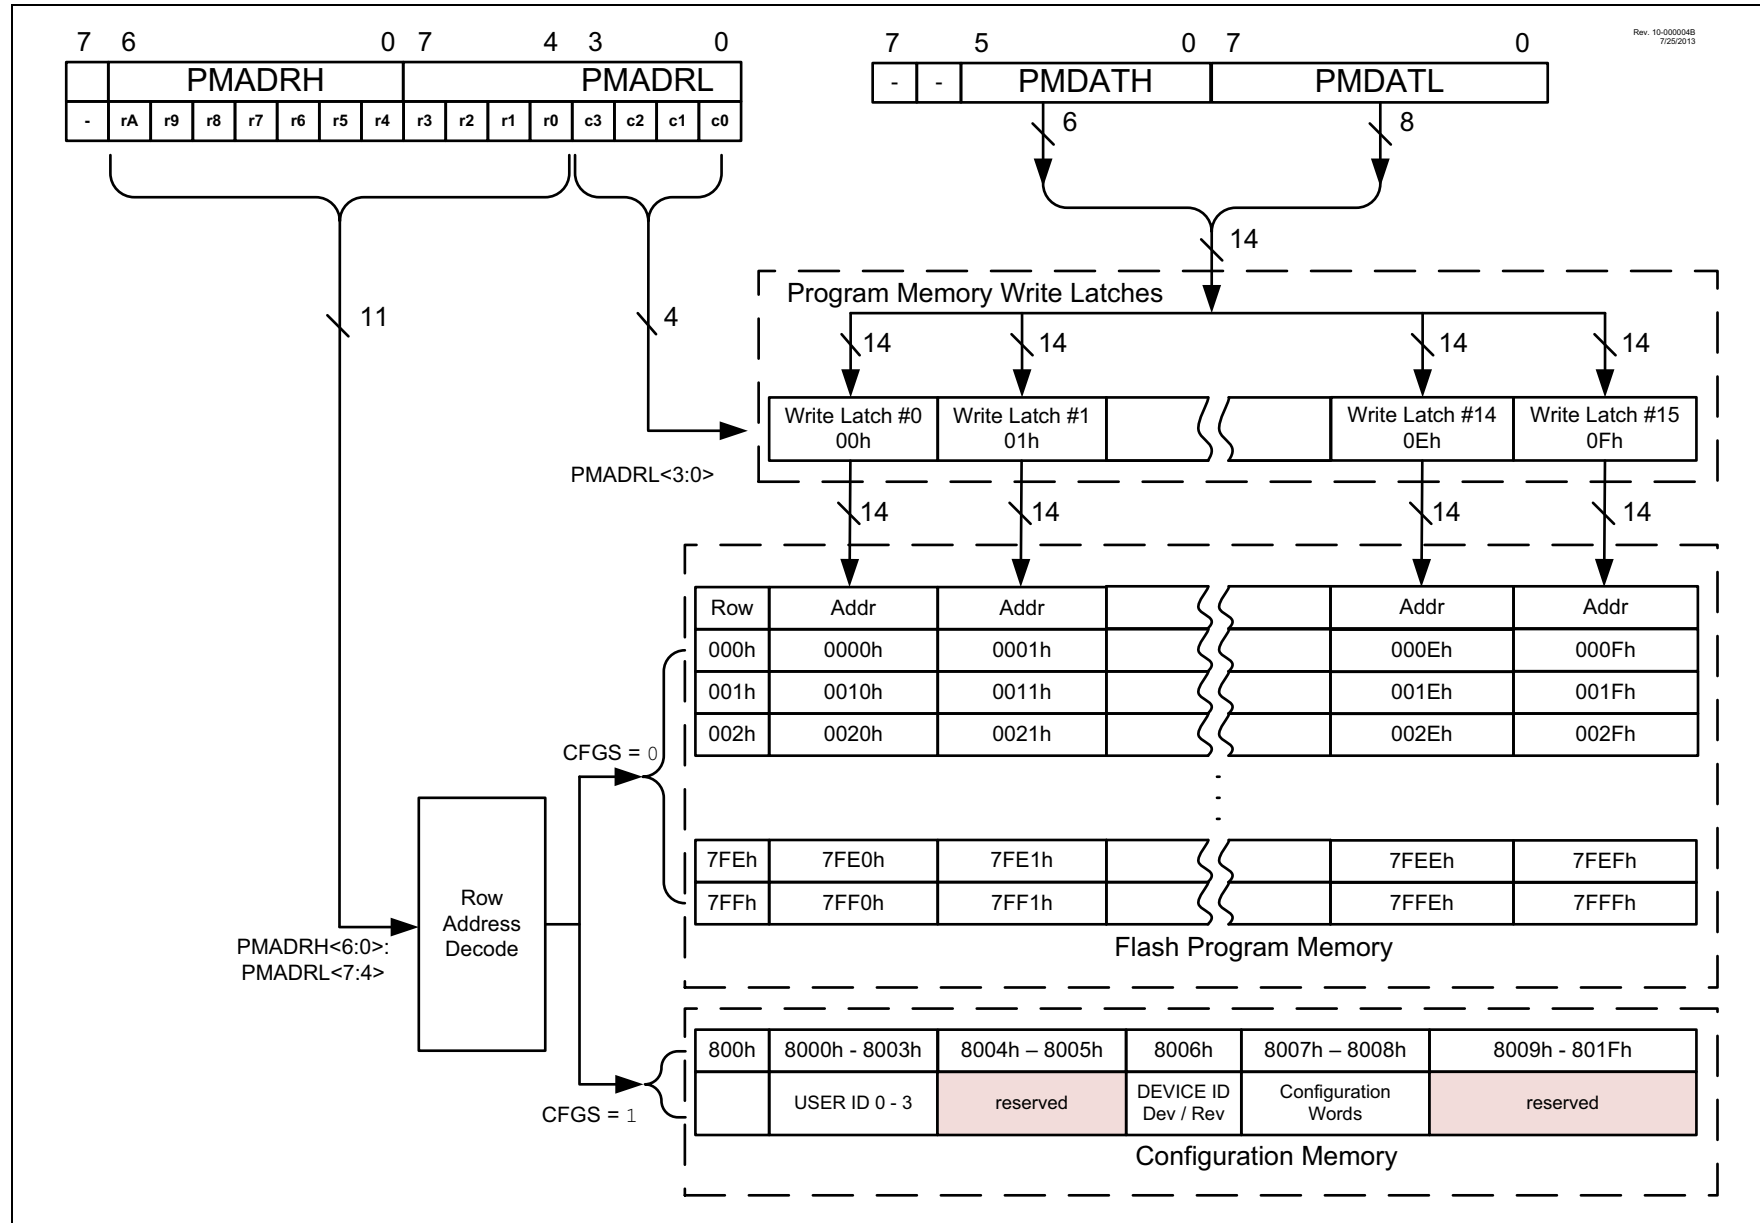 7 6 0 7 4 3 0
PMADRH PMADRL
- rA r9 r8 r7 r6 r5 r4 r3 r2 r1 r0 c3 c2 c1 c0
7 5 0 7 0
- - PMDATH PMDATL
Rev. 10-000004B
7/25/2013
6 8
14
11
4
Program Memory Write Latches
14 14 14 14
Write Latch #0
00h
Write Latch #1
01h
Write Latch #14
0Eh
Write Latch #15
0Fh
PMADRL<3:0>
14 14 14 14
Row Addr Addr Addr Addr
000h 0000h 0001h 000Eh 000Fh
001h 0010h 0011h 001Eh 001Fh
002h 0020h 0021h 002Eh 002Fh
CFGS = 0
7FEh 7FE0h 7FE1h 7FEEh 7FEFh
7FFh 7FF0h 7FF1h 7FFEh 7FFFh
Flash Program Memory
Row
Address
Decode
PMADRH<6:0>:
PMADRL<7:4>
800h 8000h - 8003h 8004h – 8005h 8006h 8007h – 8008h 8009h - 801Fh
USER ID 0 - 3
reserved
DEVICE ID
Dev / Rev
Configuration
Words
reserved
CFGS = 1
Configuration Memory